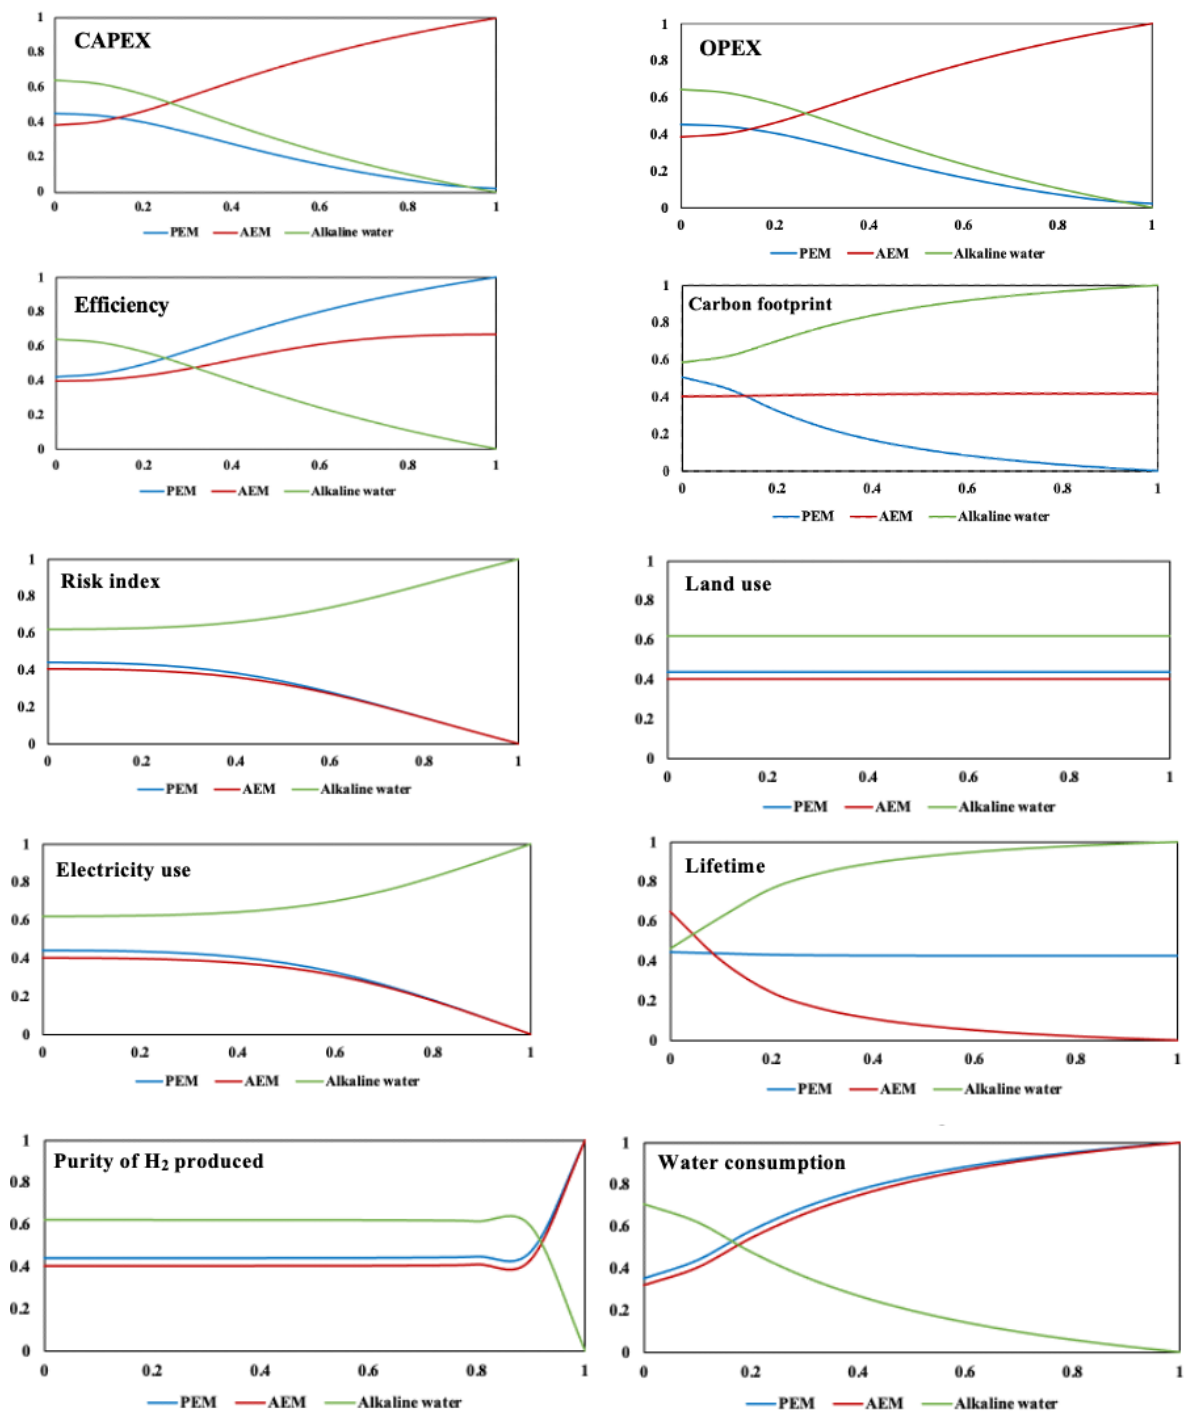 CAPEX
1
0.8
0.6
0.4
0.2
0
0 0.2 0.4 0.6 0.8 1
PEM AEM Alkaline water
OPEX
1
0.8
0.6
0.4
0.2
0
0 0.2 0.4 0.6 0.8 1
PEM AEM Alkaline water
Efficiency
1
0.8
0.6
0.4
0.2
0
0 0.2 0.4 0.6 0.8 1
PEM AEM Alkaline water
Carbon footprint
1
0.8
0.6
0.4
0.2
0
0 0.2 0.4 0.6 0.8 1
PEM AEM Alkaline water
Risk index
1
0.8
0.6
0.4
0.2
0
0 0.2 0.4 0.6 0.8 1
PEM AEM Alkaline water
Land use
1
0.8
0.6
0.4
0.2
0
0 0.2 0.4 0.6 0.8 1
PEM AEM Alkaline water
Electricity use
1
0.8
0.6
0.4
0.2
0
0 0.2 0.4 0.6 0.8 1
PEM AEM Alkaline water
Lifetime
1
0.8
0.6
0.4
0.2
0
0 0.2 0.4 0.6 0.8 1
PEM AEM Alkaline water
Purity of H₂ produced
1
0.8
0.6
0.4
0.2
0
0 0.2 0.4 0.6 0.8 1
PEM AEM Alkaline water
Water consumption
1
0.8
0.6
0.4
0.2
0
0 0.2 0.4 0.6 0.8 1
PEM AEM Alkaline water